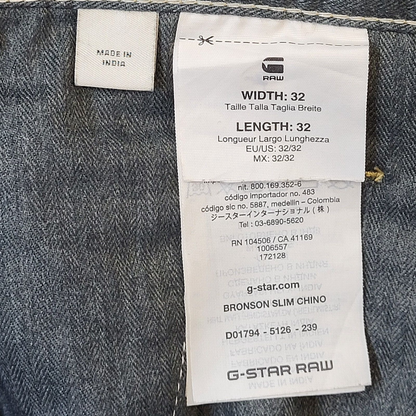 MADE IN
INDIA
G
RAW
WIDTH: 32
Taille Talla Taglia Breite
LENGTH: 32
Longueur Largo Lunghezza
EU/US: 32/32
MX: 32/32
nit. 800.169.352-6
código importador no. 483
código sic no. 5887, medellin – Colombia
ジースターインターナショナル (株)
Tel : 03-6890-5620
RN 104506 / CA 41169
1006557
172128
g-star.com
BRONSON SLIM CHINO
D01794 - 5126 - 239
G-STAR RAW